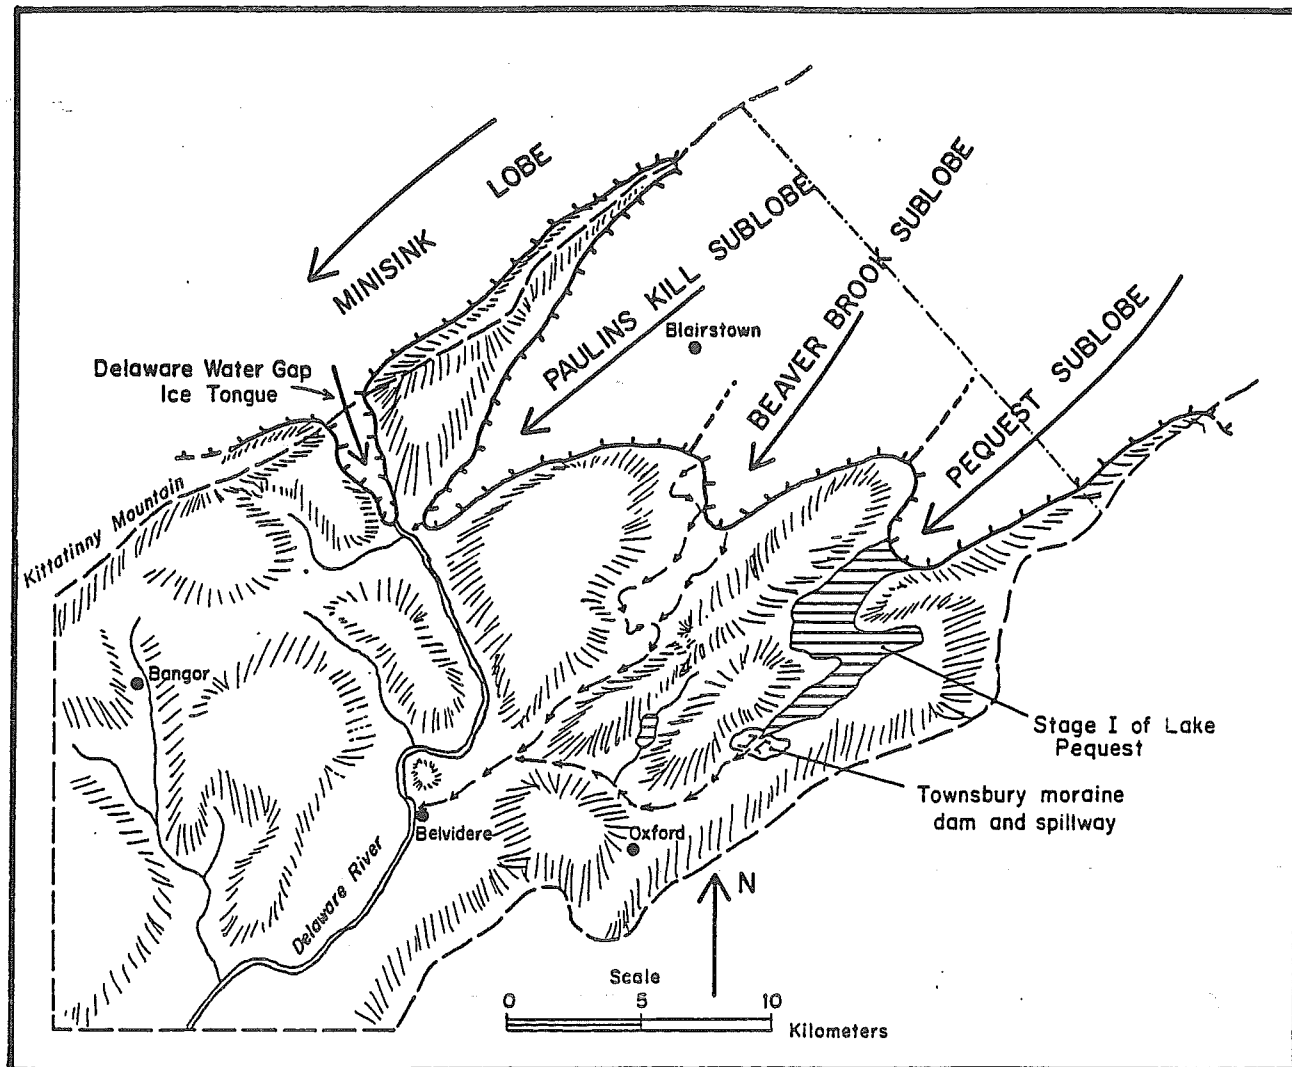 LOBE
MINISINK
PAULINS KILL SUBLOBE
BEAVER BROOK SUBLOBE
PEQUEST SUBLOBE
Blairstown
Delaware Water Gap
Ice Tongue
Kittatinny Mountain
Bangor
Stage I of Lake
Pequest
Townsbury moraine
dam and spillway
Belvidere
Oxford
Delaware River
N
Scale
0 5 10
Kilometers